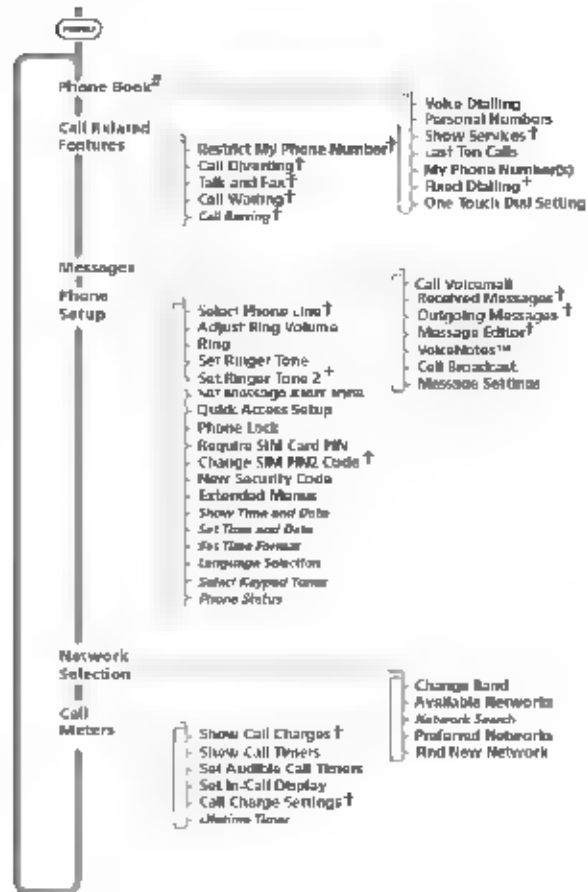 Phone Book
Voice Dialling
Personal Numbers
Show Services †
Last Ten Calls
My Phone Number(s)
Fixed Dialling +
One Touch Dial Setting
Call Related
Features
Restrict My Phone Number†
Call Diverting†
Talk and Fax†
Call Waiting†
Call Barring†
Messages
Call Voicemail
Received Messages†
Outgoing Messages †
Message Editor†
VoiceNotes™
Cell Broadcast
Message Settings
Phone
Setup
Select Phone Line†
Adjust Ring Volume
Ring
Set Ringer Tone
Set Ringer Tone 2 +
Set Message Alert Tone
Quick Access Setup
Phone Lock
Require SIM Card PIN
Change SIM PIN2 Code †
New Security Code
Extended Menus
Show Time and Date
Set Time and Date
Set Time Format
Language Selection
Select Keypad Tones
Phone Status
Network
Selection
Change Band
Available Networks
Network Search
Preferred Networks
Find New Network
Call
Meters
Show Call Charges †
Show Call Timers
Set Audible Call Timers
Set In-Call Display
Call Charge Settings †
Lifetime Timer